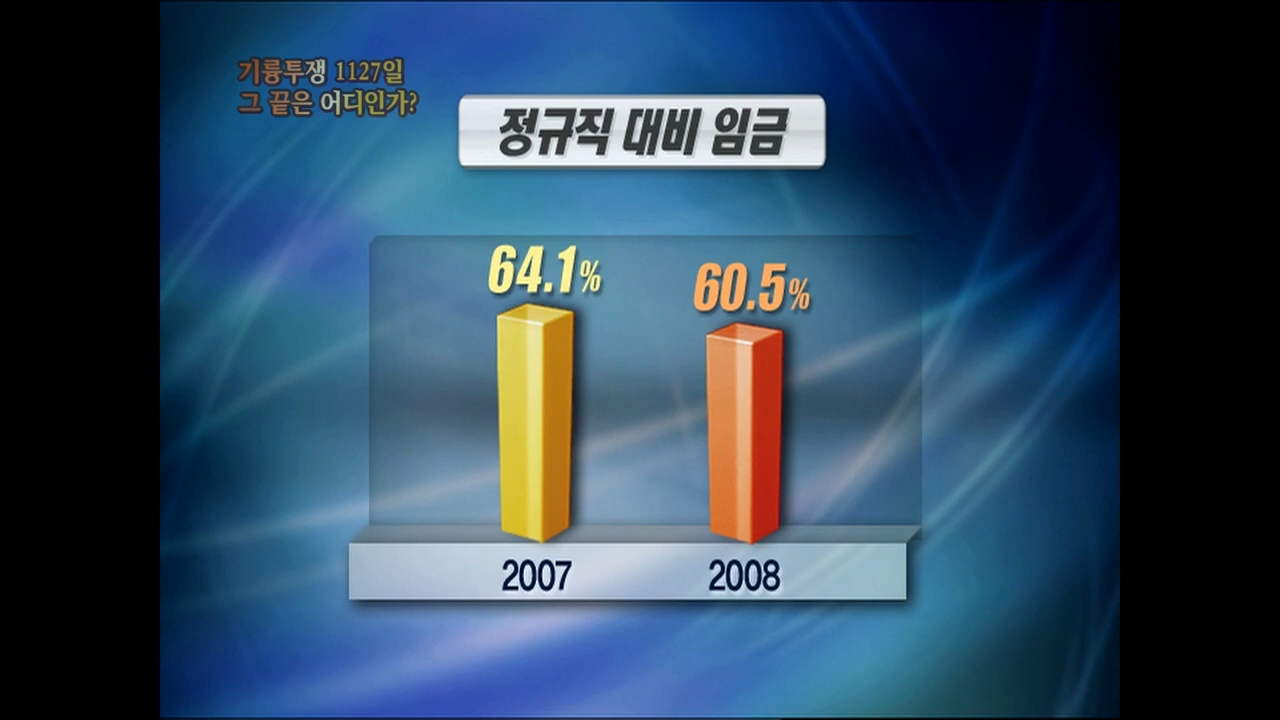 기륭투쟁 1127일
그 끝은 어디인가?
정규직 대비 임금
64.1%
60.5%
2007
2008